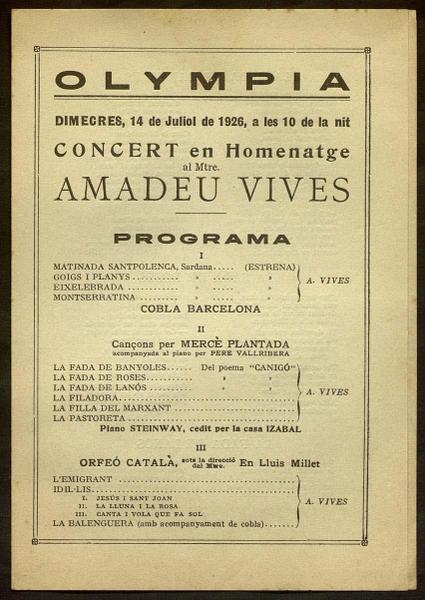 OLYMPIA
DIMECRES, 14 de Juliol de 1926, a les 10 de la nit
CONCERT en Homenatge
al Mtre.
AMADEU VIVES
PROGRAMA
I
MATINADA SANTPOLENCA, Sardana..... (ESTRENA)
GOIGS I PLANYS.......... » ..... »
EIXELEBRADA............ » ..... »
MONTSERRATINA......... » ..... »
A. VIVES
COBLA BARCELONA
II
Cançons per MERCÈ PLANTADA
acompanyada al piano per PERE VALLRIBERA
LA FADA DE BANYOLES...... Del poema "CANIGÓ"
LA FADA DE ROSES.......... » »
LA FADA DE LANÓS......... » »
LA FILADORA...
LA FILLA DEL MARXANT...
LA PASTORETA...
A. VIVES
Piano STEINWAY, cedit per la casa IZABAL
III
ORFEÓ CATALÀ, sots la direcció del Mtre. En Lluis Millet
L'EMIGRANT...
IDIL·LIS...
I. JESÚS I SANT JOAN
II. LA LLUNA I LA ROSA
III. CANTA I VOLA QUE FA SOL
LA BALENGUERA (amb acompanyament de cobla).......
A. VIVES